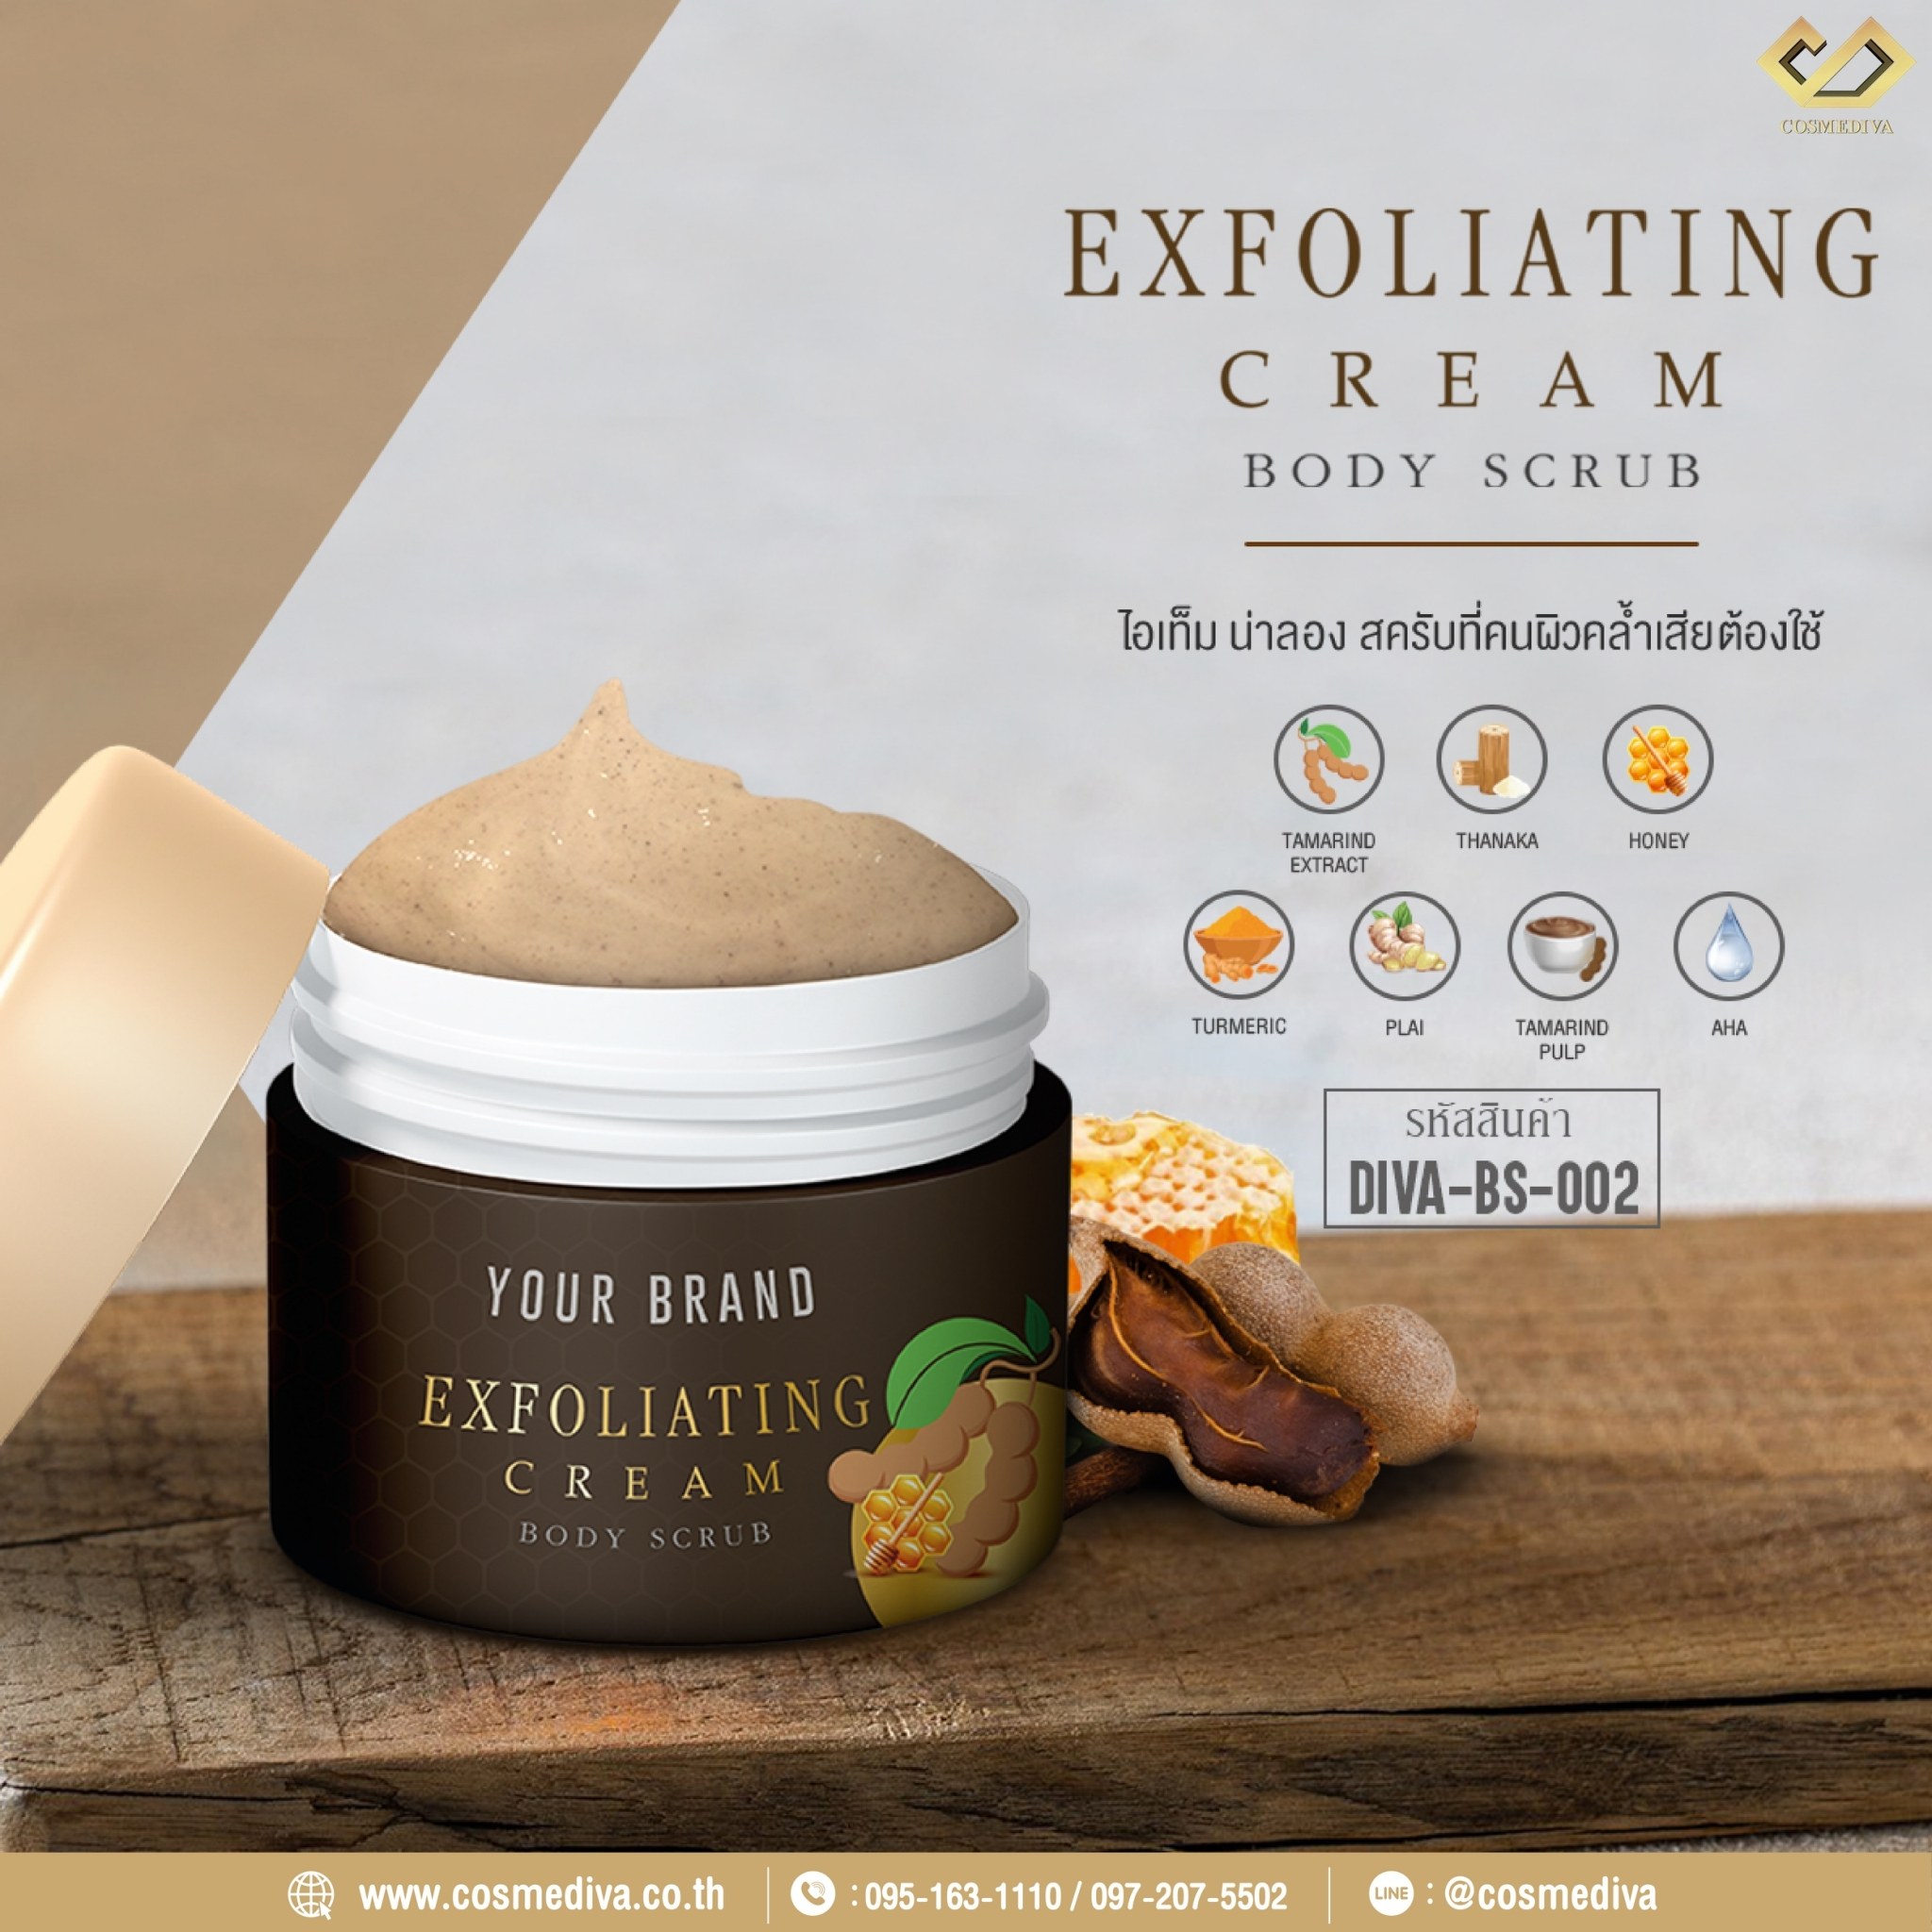 COSMEDIVA
EXFOLIATING
CREAM
BODY SCRUB
ไอเท็ม น่าลอง สครับที่คนผิวคล้ำเสียต้องใช้
TAMARIND
EXTRACT
THANAKA
HONEY
TURMERIC
PLAI
TAMARIND
PULP
AHA
รหัสสินค้า
DIVA-BS-002
YOUR BRAND
EXFOLIATING
CREAM
BODY SCRUB
www.cosmediva.co.th
: 095-163-1110 / 097-207-5502
LINE : @cosmediva